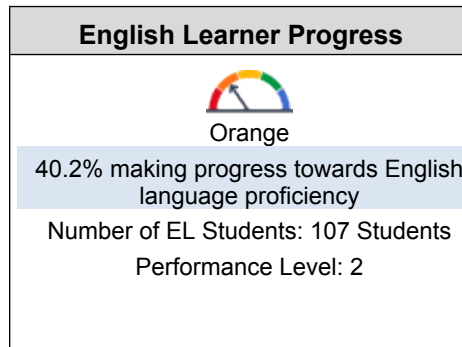 English Learner Progress
Orange
40.2% making progress towards English
language proficiency
Number of EL Students: 107 Students
Performance Level: 2